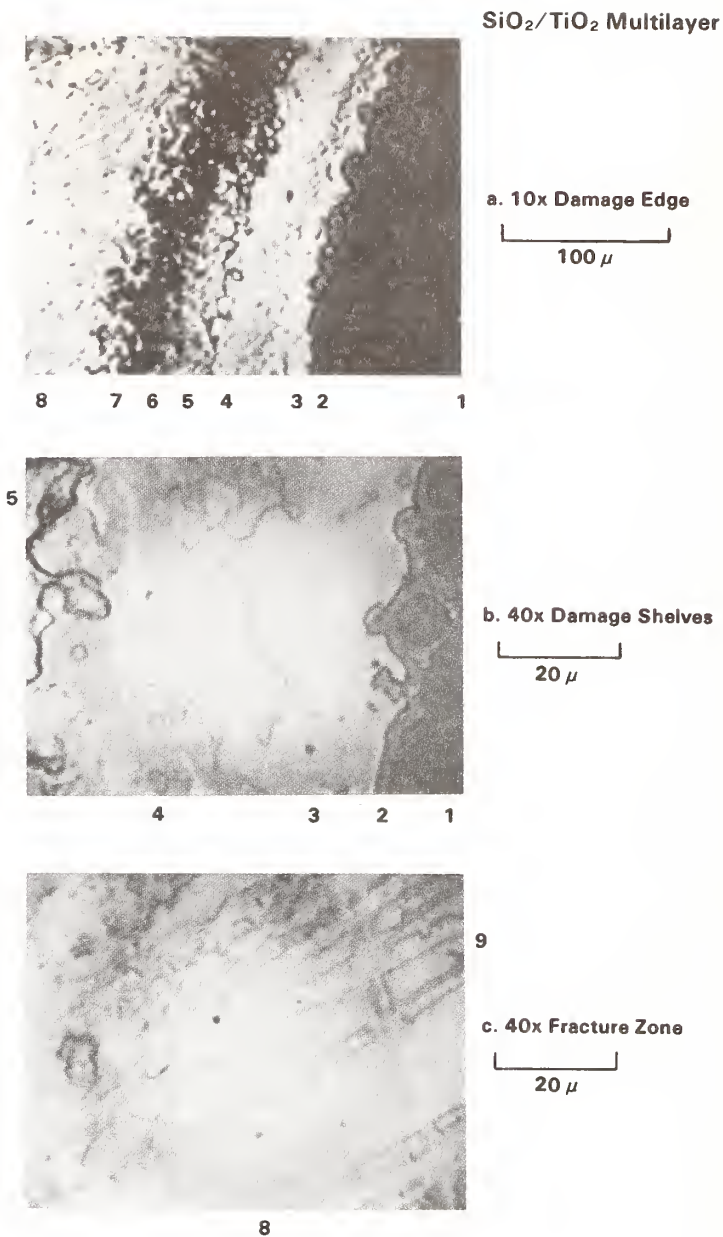 SiO₂/TiO₂ Multilayer
a. 10x Damage Edge
100 μ
8 7 6 5 4 3 2 1
5
b. 40x Damage Shelves
20 μ
4 3 2 1
9
c. 40x Fracture Zone
20 μ
8